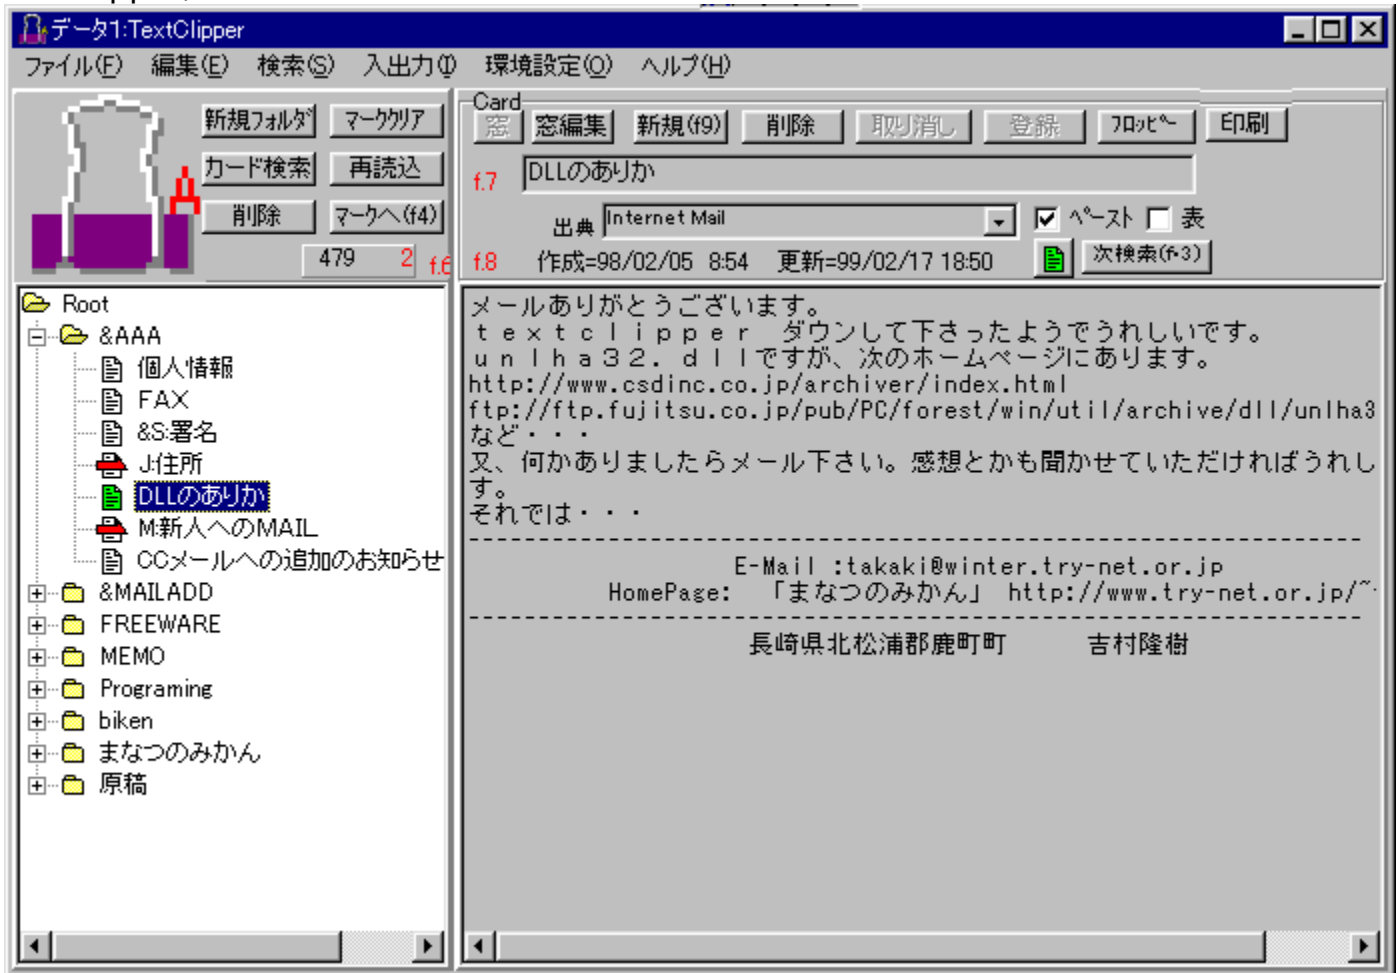 データ1:TextClipper
ファイル(F) 編集(E) 検索(S) 入出力(I) 環境設定(O) ヘルプ(H)
新規フォルダ マーククリア
カード検索 再読込
削除 マークへ(f4)
479 2 f.6
Card
窓 窓編集 新規(f9) 削除 取り消し 登録 フロッピー 印刷
f.7 DLLのありか
出典 Internet Mail ペースト 表
f.8 作成=98/02/05 8:54 更新=99/02/17 18:50 次検索(f・3)
Root
&AAA
個人情報
FAX
&S:署名
J:住所
DLLのありか
M:新人へのMAIL
CCメールへの追加のお知らせ
&MAILADD
FREEWARE
MEMO
Programing
biken
まなつのみかん
原稿
メールありがとうございます。
ｔｅｘｔｃｌｉｐｐｅｒ ダウンして下さったようでうれしいです。
ｕｎｌｈａ３２．ｄｌｌですが、次のホームページにあります。
http://www.csdinc.co.jp/archiver/index.html
ftp://ftp.fujitsu.co.jp/pub/PC/forest/win/util/archive/dll/unlha3
など・・・
又、何かありましたらメール下さい。感想とかも聞かせていただければうれし
す。
それでは・・・
E-Mail :takaki@winter.try-net.or.jp
HomePage: 「まなつのみかん」 http://www.try-net.or.jp/~
長崎県北松浦郡鹿町町 吉村隆樹